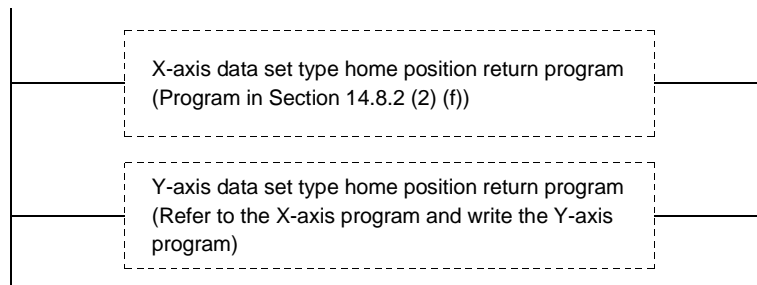 X-axis data set type home position return program
(Program in Section 14.8.2 (2) (f))
Y-axis data set type home position return program
(Refer to the X-axis program and write the Y-axis
program)